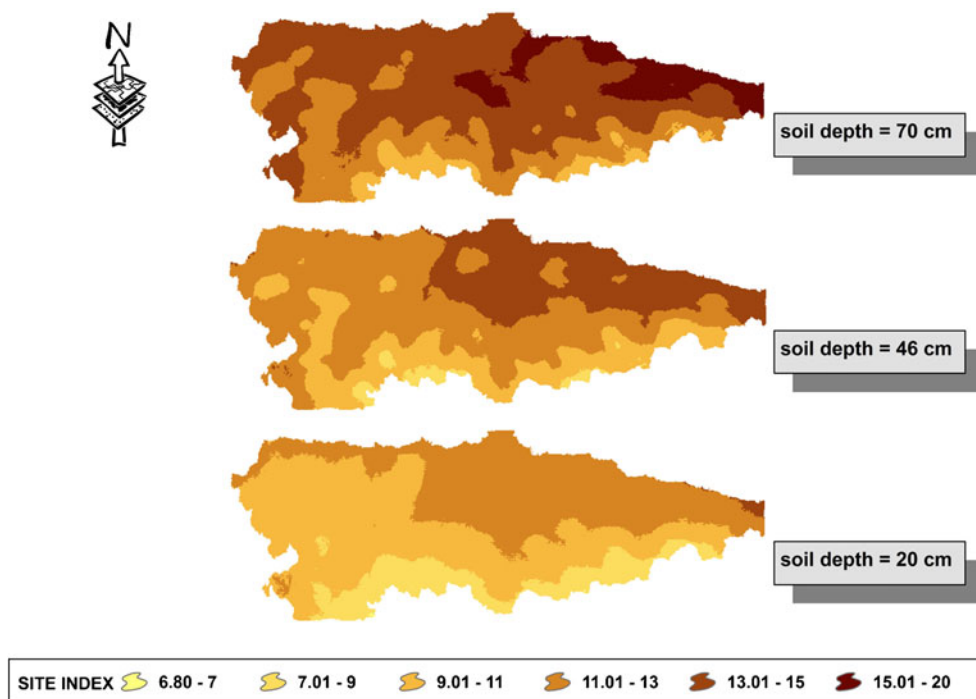 N
soil depth = 70 cm
soil depth = 46 cm
soil depth = 20 cm
SITE INDEX 6.80 - 7 7.01 - 9 9.01 - 11 11.01 - 13 13.01 - 15 15.01 - 20